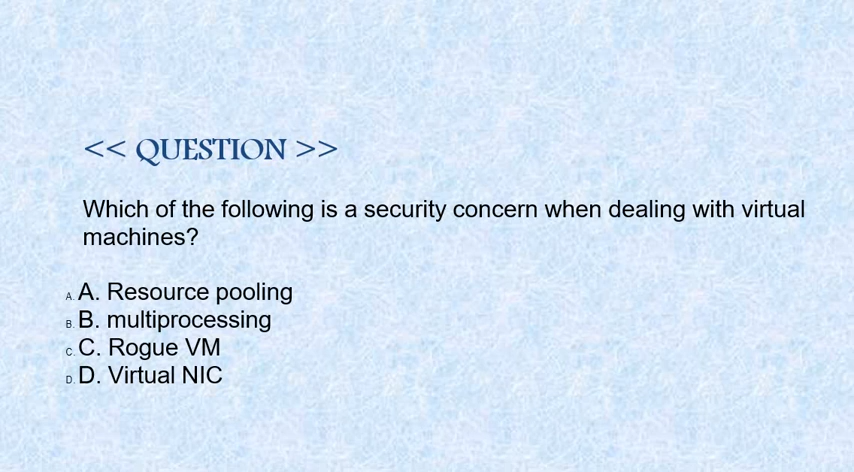 << QUESTION >>
Which of the following is a security concern when dealing with virtual
machines?
A. A. Resource pooling
B. B. multiprocessing
C. C. Rogue VM
D. D. Virtual NIC